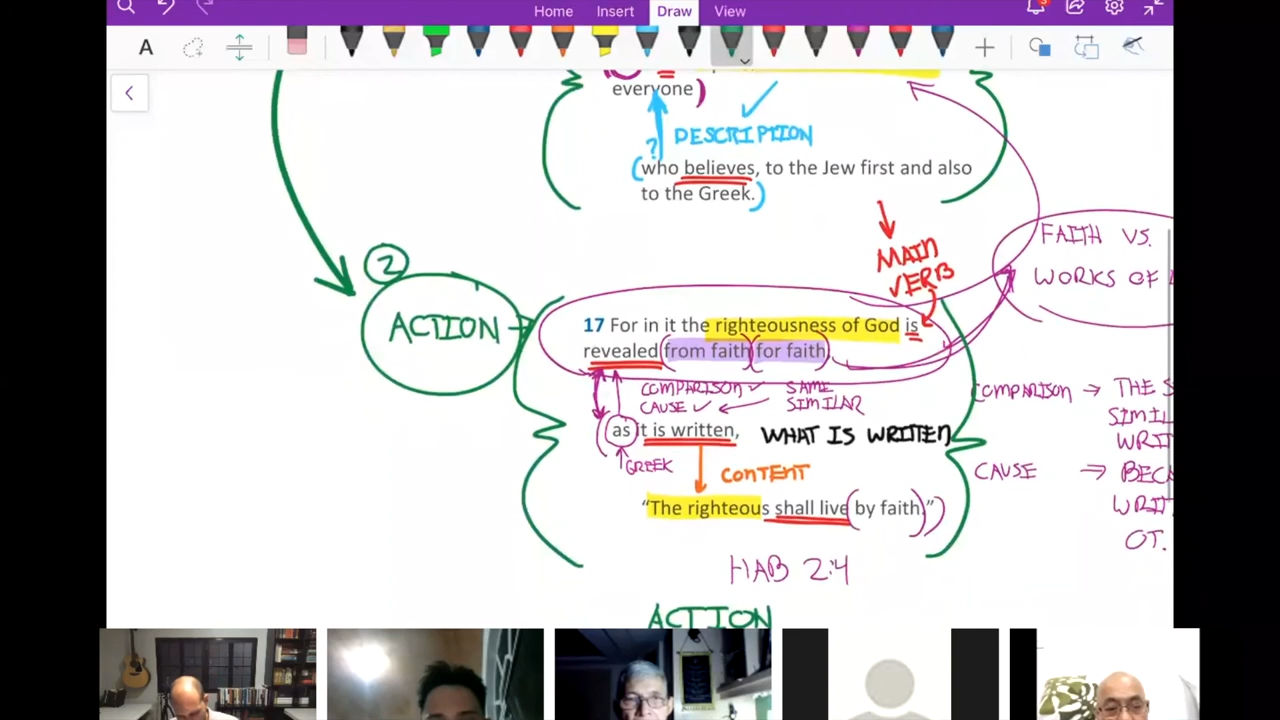 Home Insert Draw View
A
everyone)
DESCRIPTION
?
(who believes, to the Jew first and also
to the Greek.)
MAIN
VERB
FAITH VS.
WORKS OF
2
ACTION
17 For in it the righteousness of God is
revealed (from faith)(for faith)
COMPARISON ✓ SAME
CAUSE ✓ SIMILAR
(as it is written, WHAT IS WRITTEN
GREEK
CONTENT
“The righteous shall live (by faith.”)
HAB 2:4
COMPARISON → THE S
SIMIL
WRIT
CAUSE ⇒ BEC
WRIT
OT.
ACTION